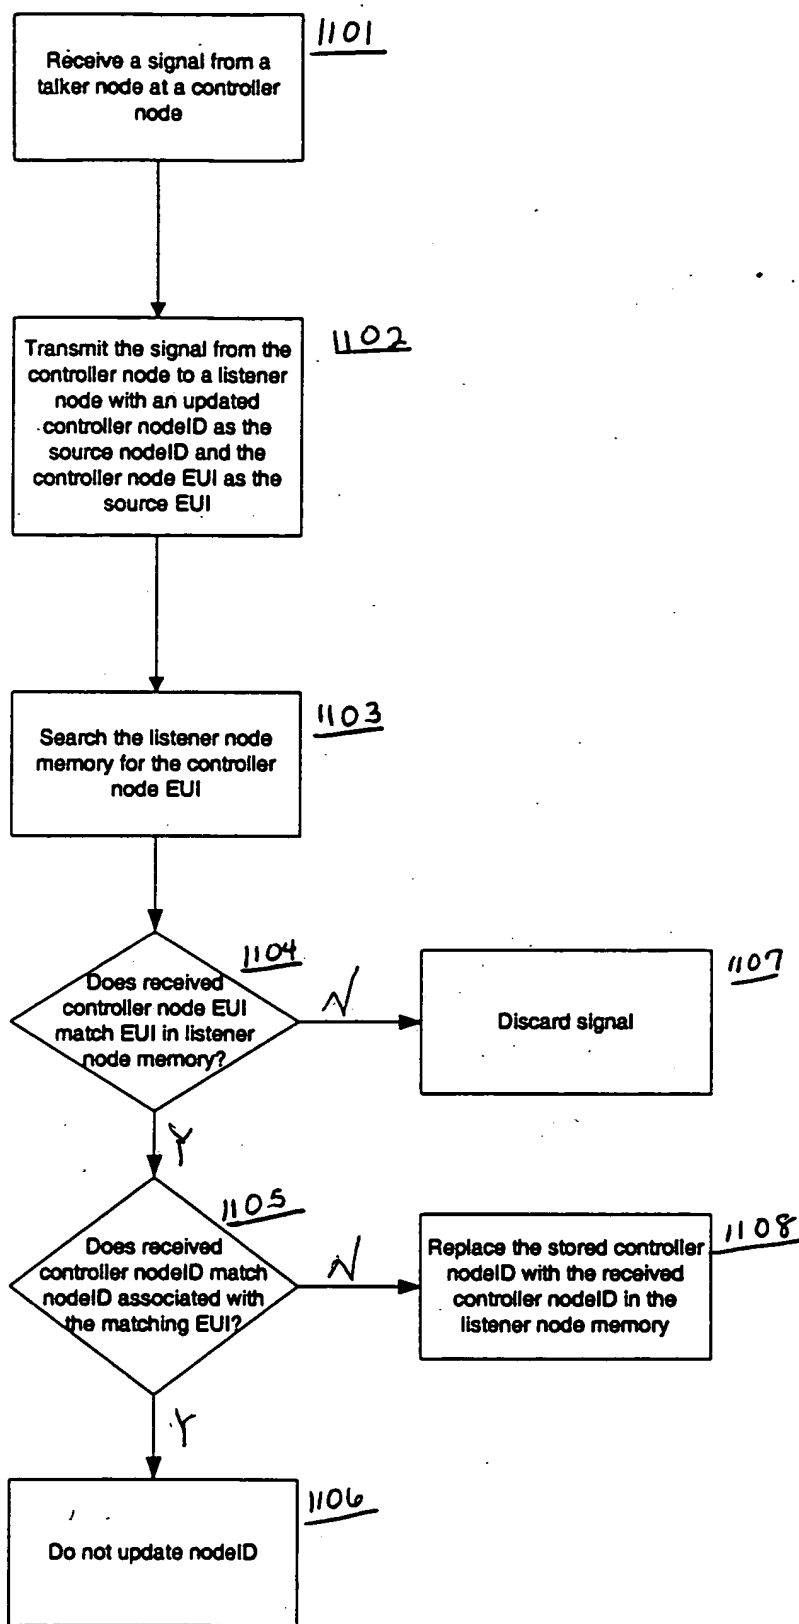 1101
Receive a signal from a
talker node at a controller
node
1102
Transmit the signal from the
controller node to a listener
node with an updated
controller nodeID as the
source nodeID and the
controller node EUI as the
source EUI
1103
Search the listener node
memory for the controller
node EUI
1104
Does received
controller node EUI
match EUI in listener
node memory?
N
1107
Discard signal
Y
1105
Does received
controller nodeID match
nodeID associated with
the matching EUI?
N
1108
Replace the stored controller
nodeID with the received
controller nodeID in the
listener node memory
Y
1106
Do not update nodeID